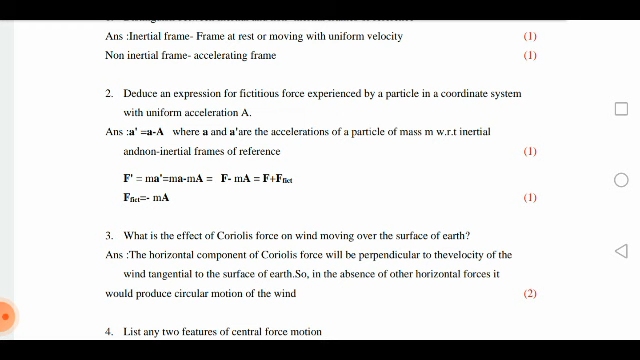 Ans : Inertial frame- Frame at rest or moving with uniform velocity (1)
Non inertial frame- accelerating frame (1)
2. Deduce an expression for fictitious force experienced by a particle in a coordinate system
with uniform acceleration A.
Ans :a' =a-A where a and a'are the accelerations of a particle of mass m w.r.t inertial
andnon-inertial frames of reference (1)
F' = ma'=ma-mA = F- mA = F+Ffict
Ffict=- mA (1)
3. What is the effect of Coriolis force on wind moving over the surface of earth?
Ans :The horizontal component of Coriolis force will be perpendicular to thevelocity of the
wind tangential to the surface of earth.So, in the absence of other horizontal forces it
would produce circular motion of the wind (2)
4. List any two features of central force motion